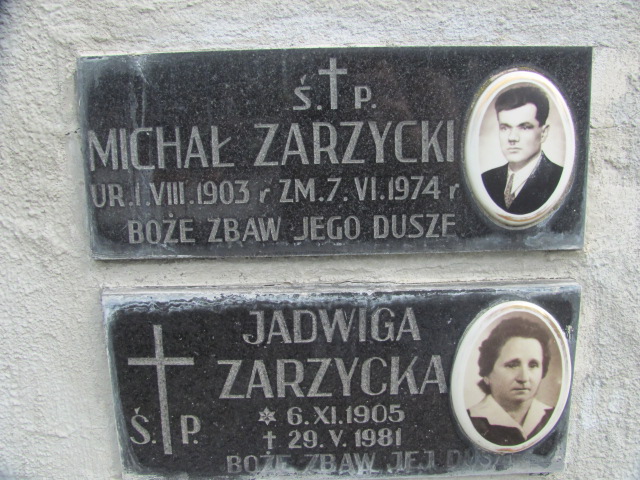 Ś. P.
MICHAŁ ZARZYCKI
UR. I. VIII. 1903 r ZM. 7. VI. 1974 r
BOŻE ZBAW JEGO DUSZE
JADWIGA
ZARZYCKA
6. XI. 1905
Ś. P.
29. V. 1981
BOŻE ZBAW JEJ